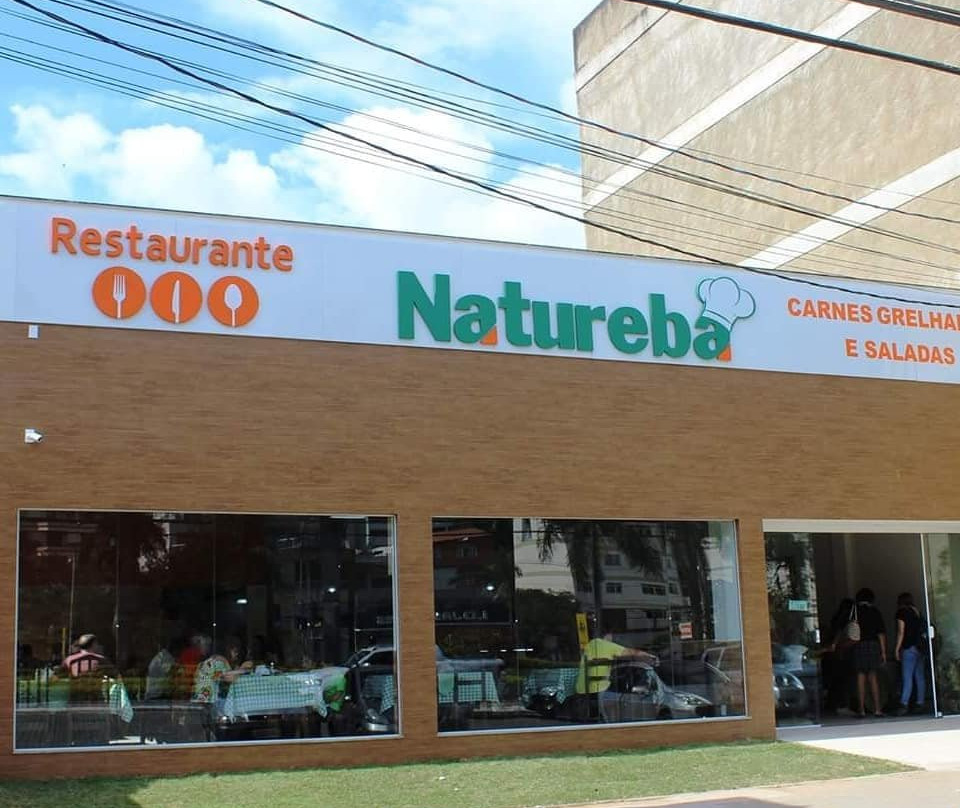 Restaurante
Natureba
CARNES GRELHA
E SALADAS